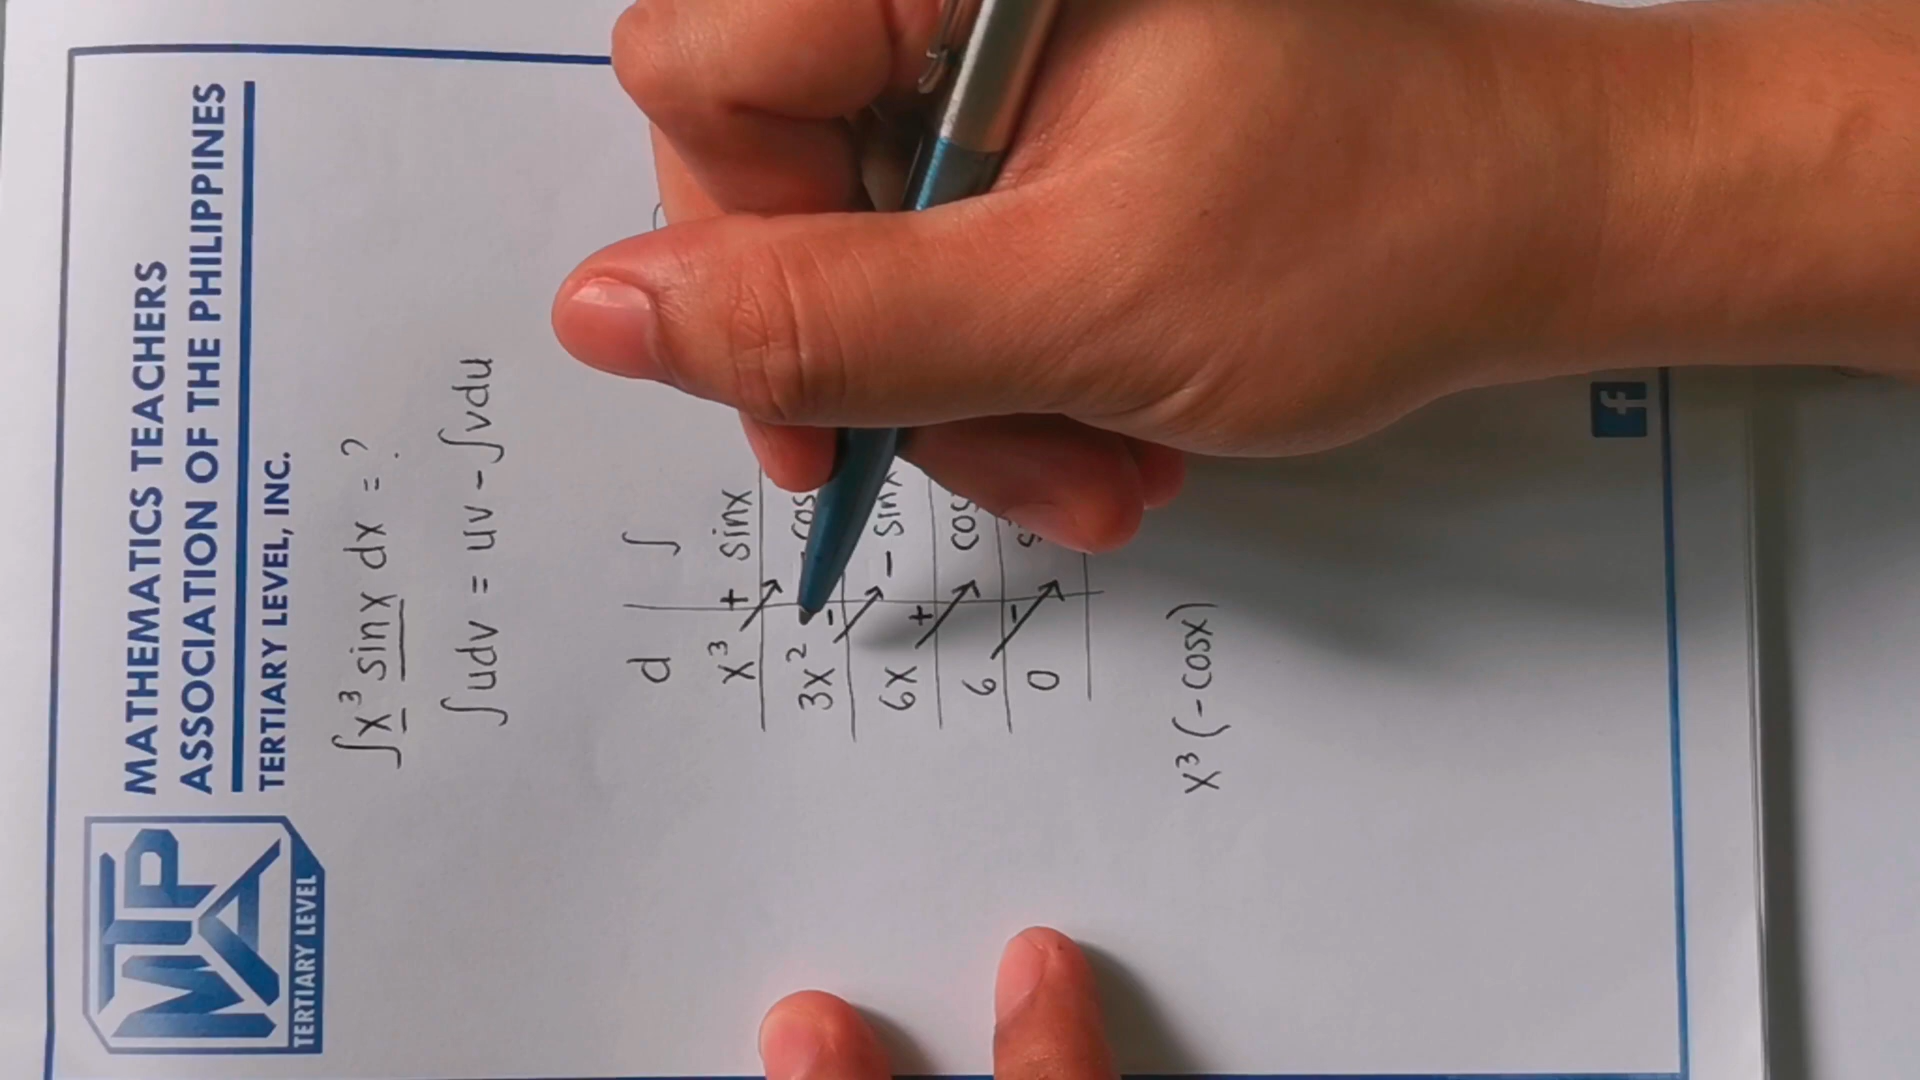 MATHEMATICS TEACHERS
ASSOCIATION OF THE PHILIPPINES
TERTIARY LEVEL, INC.
MTAP
TERTIARY LEVEL
∫x³ sinx dx = ?
∫udv = uv - ∫vdu
d ∫
x³ + sinx
3x² -
6x + - sinx
6 -
0
x³ (- cosx)
f